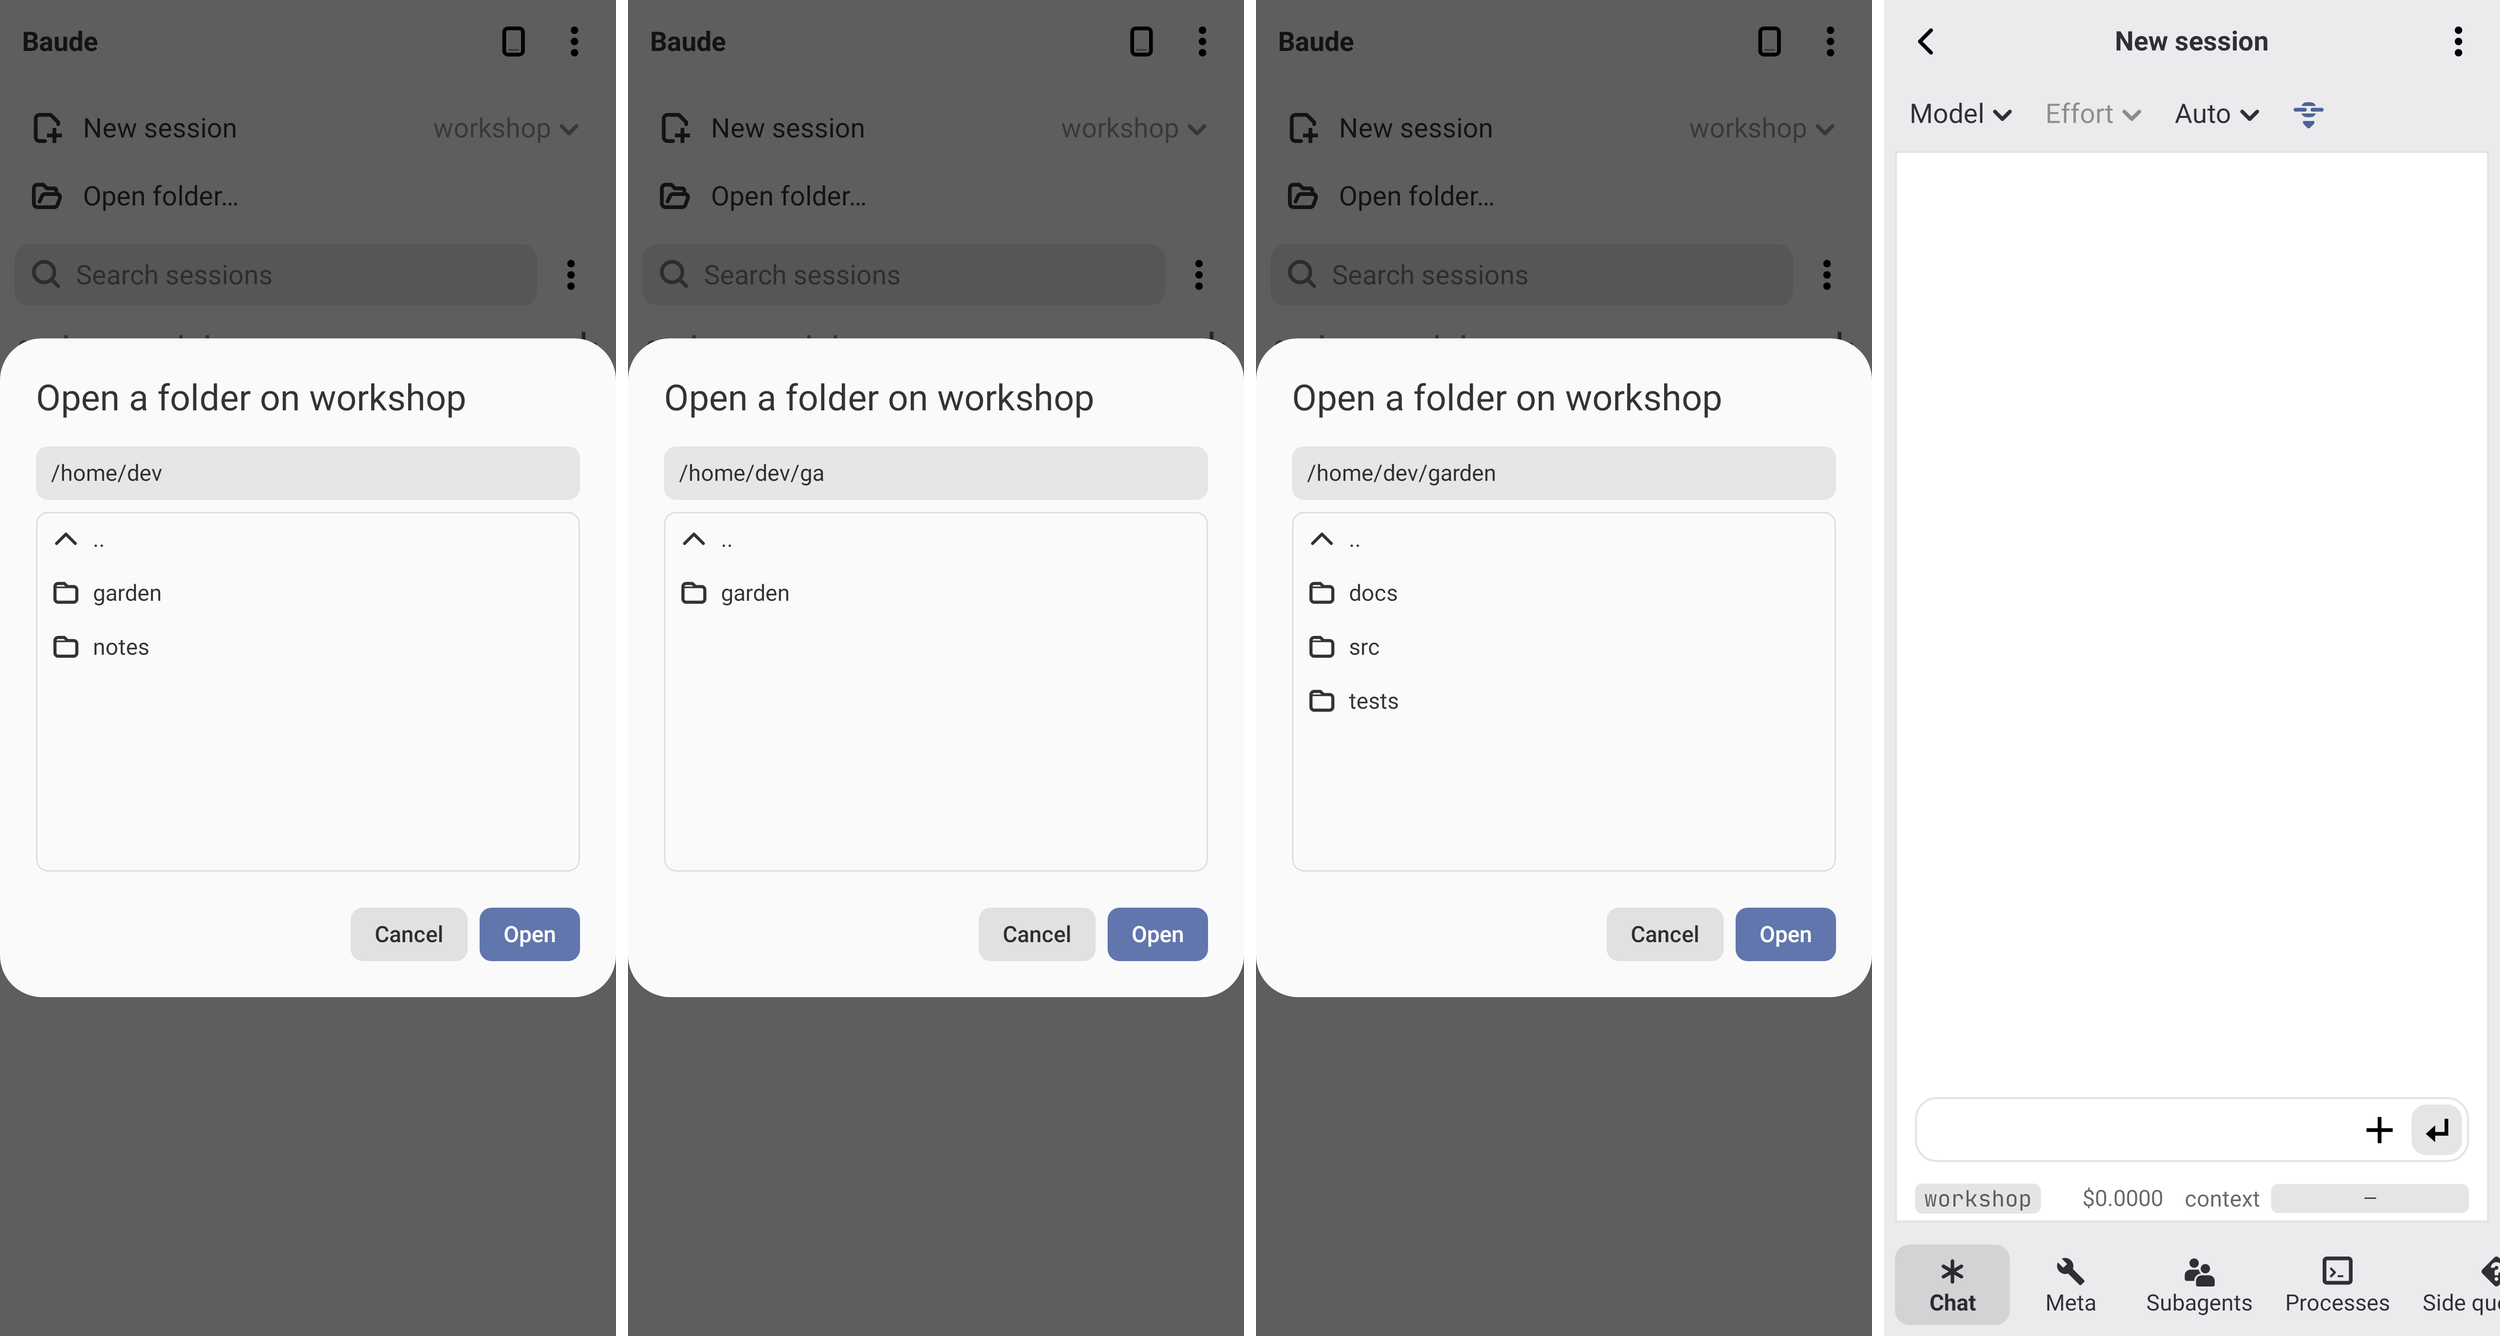 Baude
New session workshop
Open folder...
Search sessions
Open a folder on workshop
/home/dev
..
garden
notes
Cancel Open
Baude
New session workshop
Open folder...
Search sessions
Open a folder on workshop
/home/dev/ga
..
garden
Cancel Open
Baude
New session workshop
Open folder...
Search sessions
Open a folder on workshop
/home/dev/garden
..
docs
src
tests
Cancel Open
New session
Model Effort Auto
workshop $0.0000 context –
Chat Meta Subagents Processes Side qu